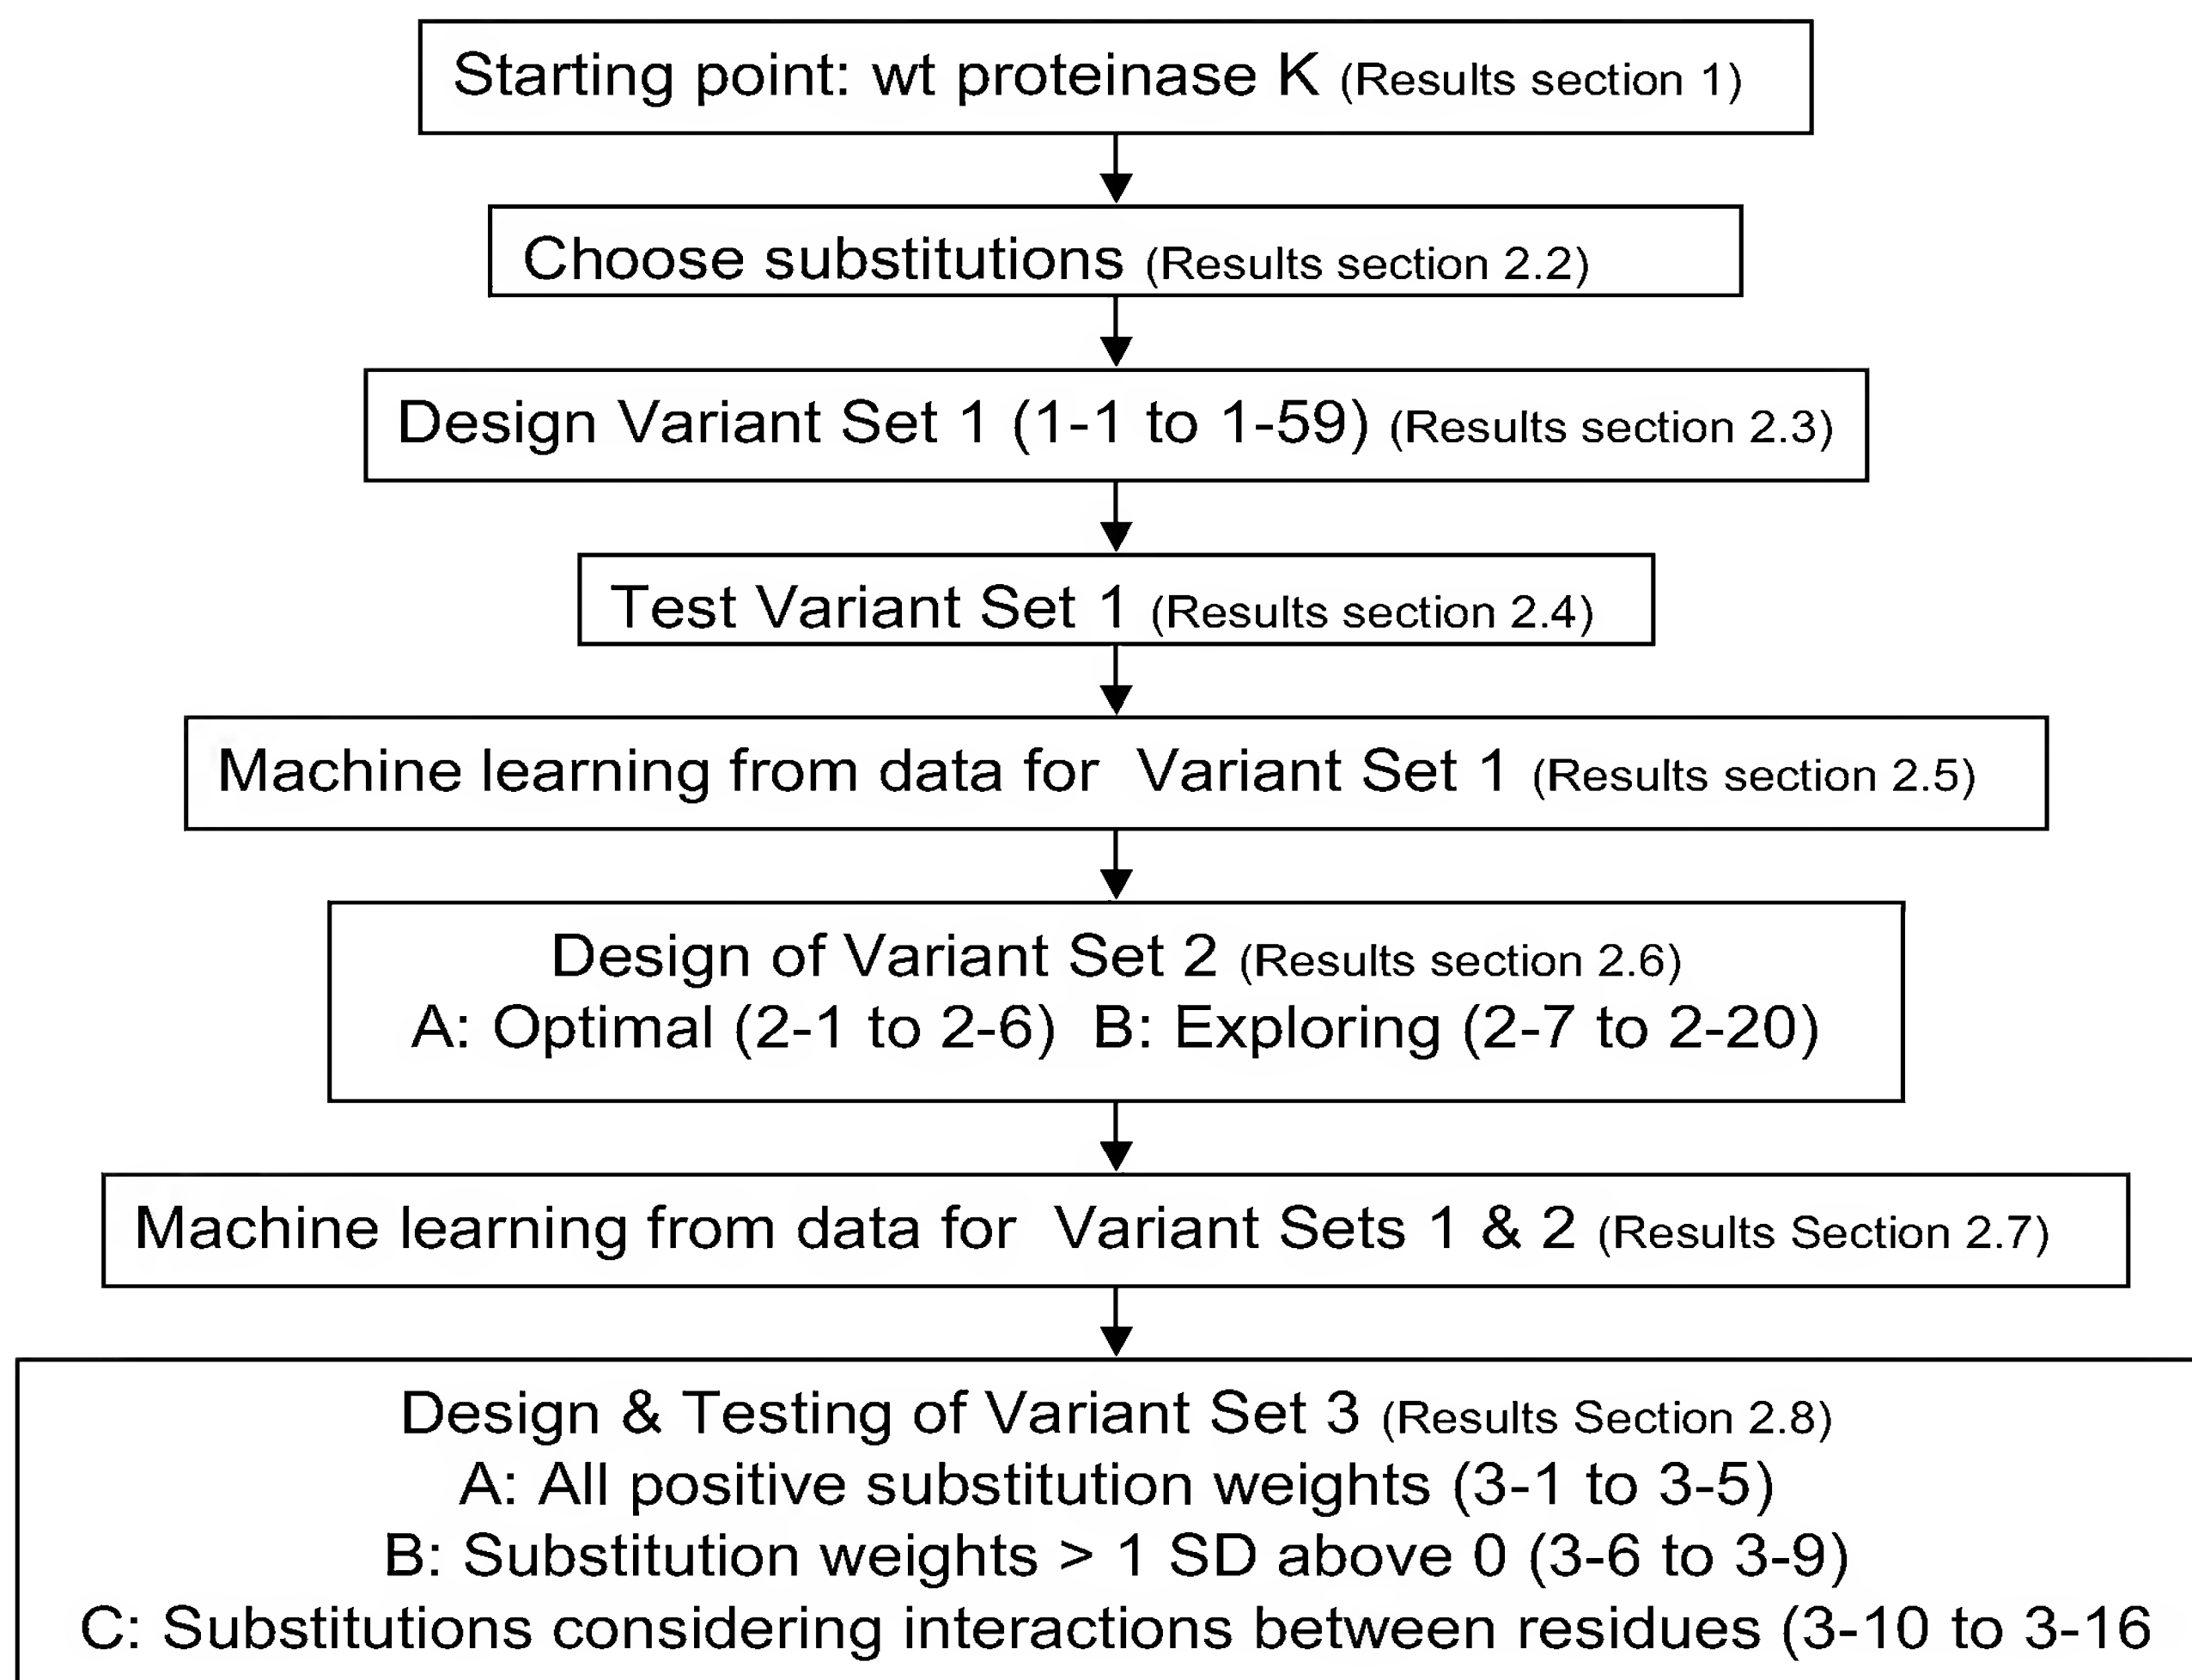 Starting point: wt proteinase K (Results section 1)
Choose substitutions (Results section 2.2)
Design Variant Set 1 (1-1 to 1-59) (Results section 2.3)
Test Variant Set 1 (Results section 2.4)
Machine learning from data for Variant Set 1 (Results section 2.5)
Design of Variant Set 2 (Results section 2.6)
A: Optimal (2-1 to 2-6) B: Exploring (2-7 to 2-20)
Machine learning from data for Variant Sets 1 & 2 (Results Section 2.7)
Design & Testing of Variant Set 3 (Results Section 2.8)
A: All positive substitution weights (3-1 to 3-5)
B: Substitution weights > 1 SD above 0 (3-6 to 3-9)
C: Substitutions considering interactions between residues (3-10 to 3-16